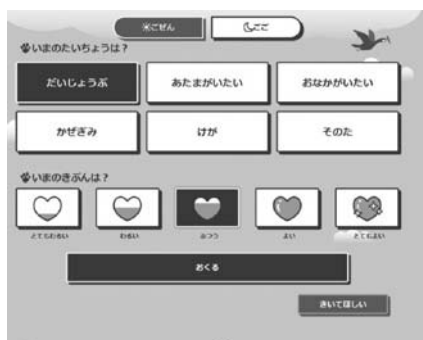 ごぜん ごご
いまのたいちょうは？
だいじょうぶ あたまがいたい おなかがいたい
かぜぎみ けが そのた
いまのきぶんは？
とてもわるい わるい ふつう よい とてもよい
おくる
きいてほしい